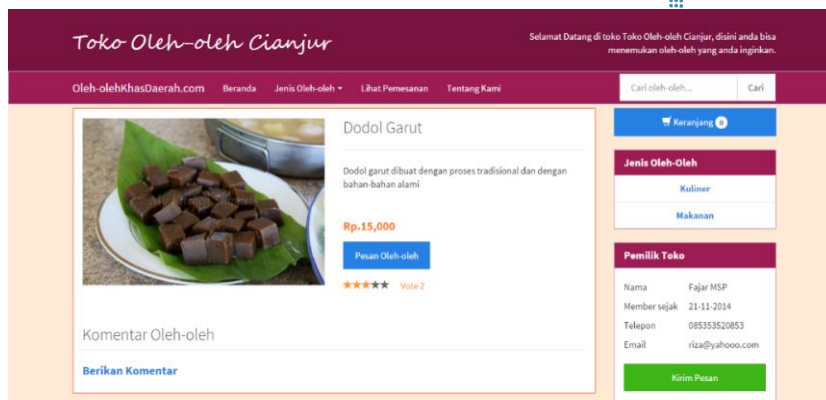 Toko Oleh-oleh Cianjur
Selamat Datang di toko Toko Oleh-oleh Cianjur, disini anda bisa
menemukan oleh-oleh yang anda inginkan.
Oleh-olehKhasDaerah.com Beranda Jenis Oleh-oleh Lihat Pemesanan Tentang Kami Cari oleh-oleh... Cari
Dodol Garut
Dodol garut dibuat dengan proses tradisional dan dengan
bahan-bahan alami
Rp.15,000
Pesan Oleh-oleh
Vote 2
Komentar Oleh-oleh
Berikan Komentar
Keranjang 0
Jenis Oleh-Oleh
Kuliner
Makanan
Pemilik Toko
Nama Fajar MSP
Member sejak 21-11-2014
Telepon 085353520853
Email riza@yahooo.com
Kirim Pesan